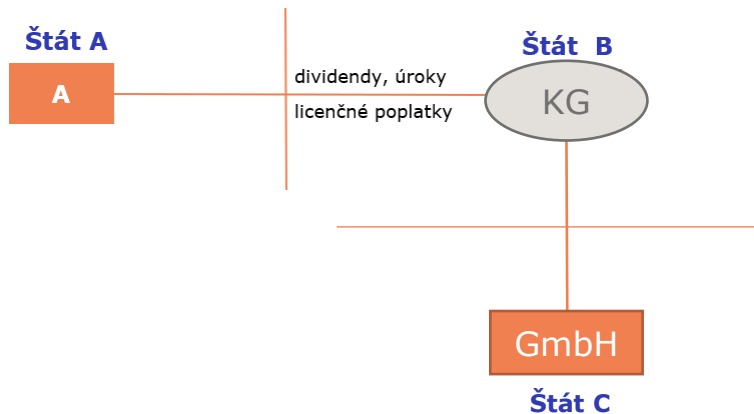 Štát A
Štát  B
A
dividendy, úroky
licenčné poplatky
KG
GmbH
Štát C